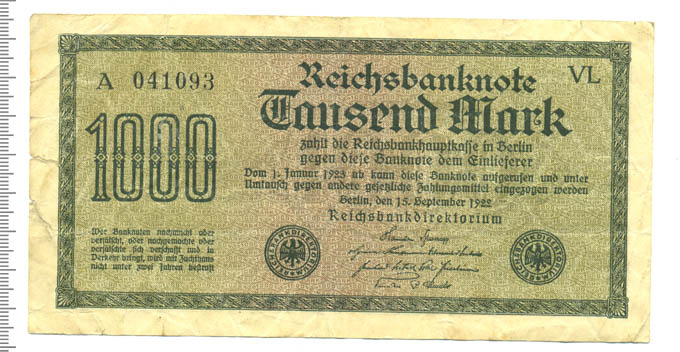 A 041093
VL
Reichsbanknote
Tausend Mark
1000
zahlt die Reichsbankhauptkasse in Berlin
gegen diese Banknote dem Einlieferer
Vom 1. Januar 1923 ab kann diese Banknote aufgerufen und unter
Umtausch gegen andere gesetzliche Zahlungsmittel eingezogen werden
Berlin, den 15. September 1922
Reichsbankdirektorium
Wer Banknoten nachmacht oder
verfälscht, oder nachgemachte oder
verfälschte sich verschafft und in
Verkehr bringt, wird mit Zuchthaus
nicht unter zwei Jahren bestraft
REICHSBANKDIREKTORIUM
REICHSBANKDIREKTORIUM